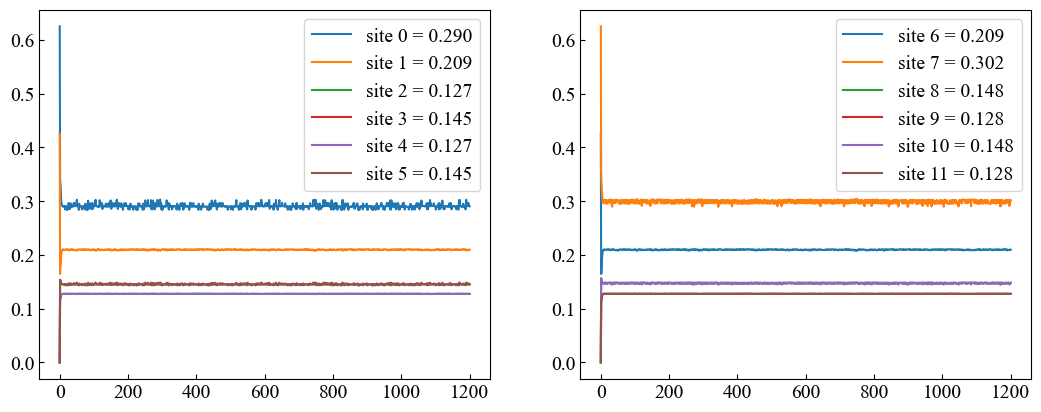 0.6
0.5
0.4
0.3
0.2
0.1
0.0
0 200 400 600 800 1000 1200
site 0 = 0.290
site 1 = 0.209
site 2 = 0.127
site 3 = 0.145
site 4 = 0.127
site 5 = 0.145
0.6
0.5
0.4
0.3
0.2
0.1
0.0
0 200 400 600 800 1000 1200
site 6 = 0.209
site 7 = 0.302
site 8 = 0.148
site 9 = 0.128
site 10 = 0.148
site 11 = 0.128